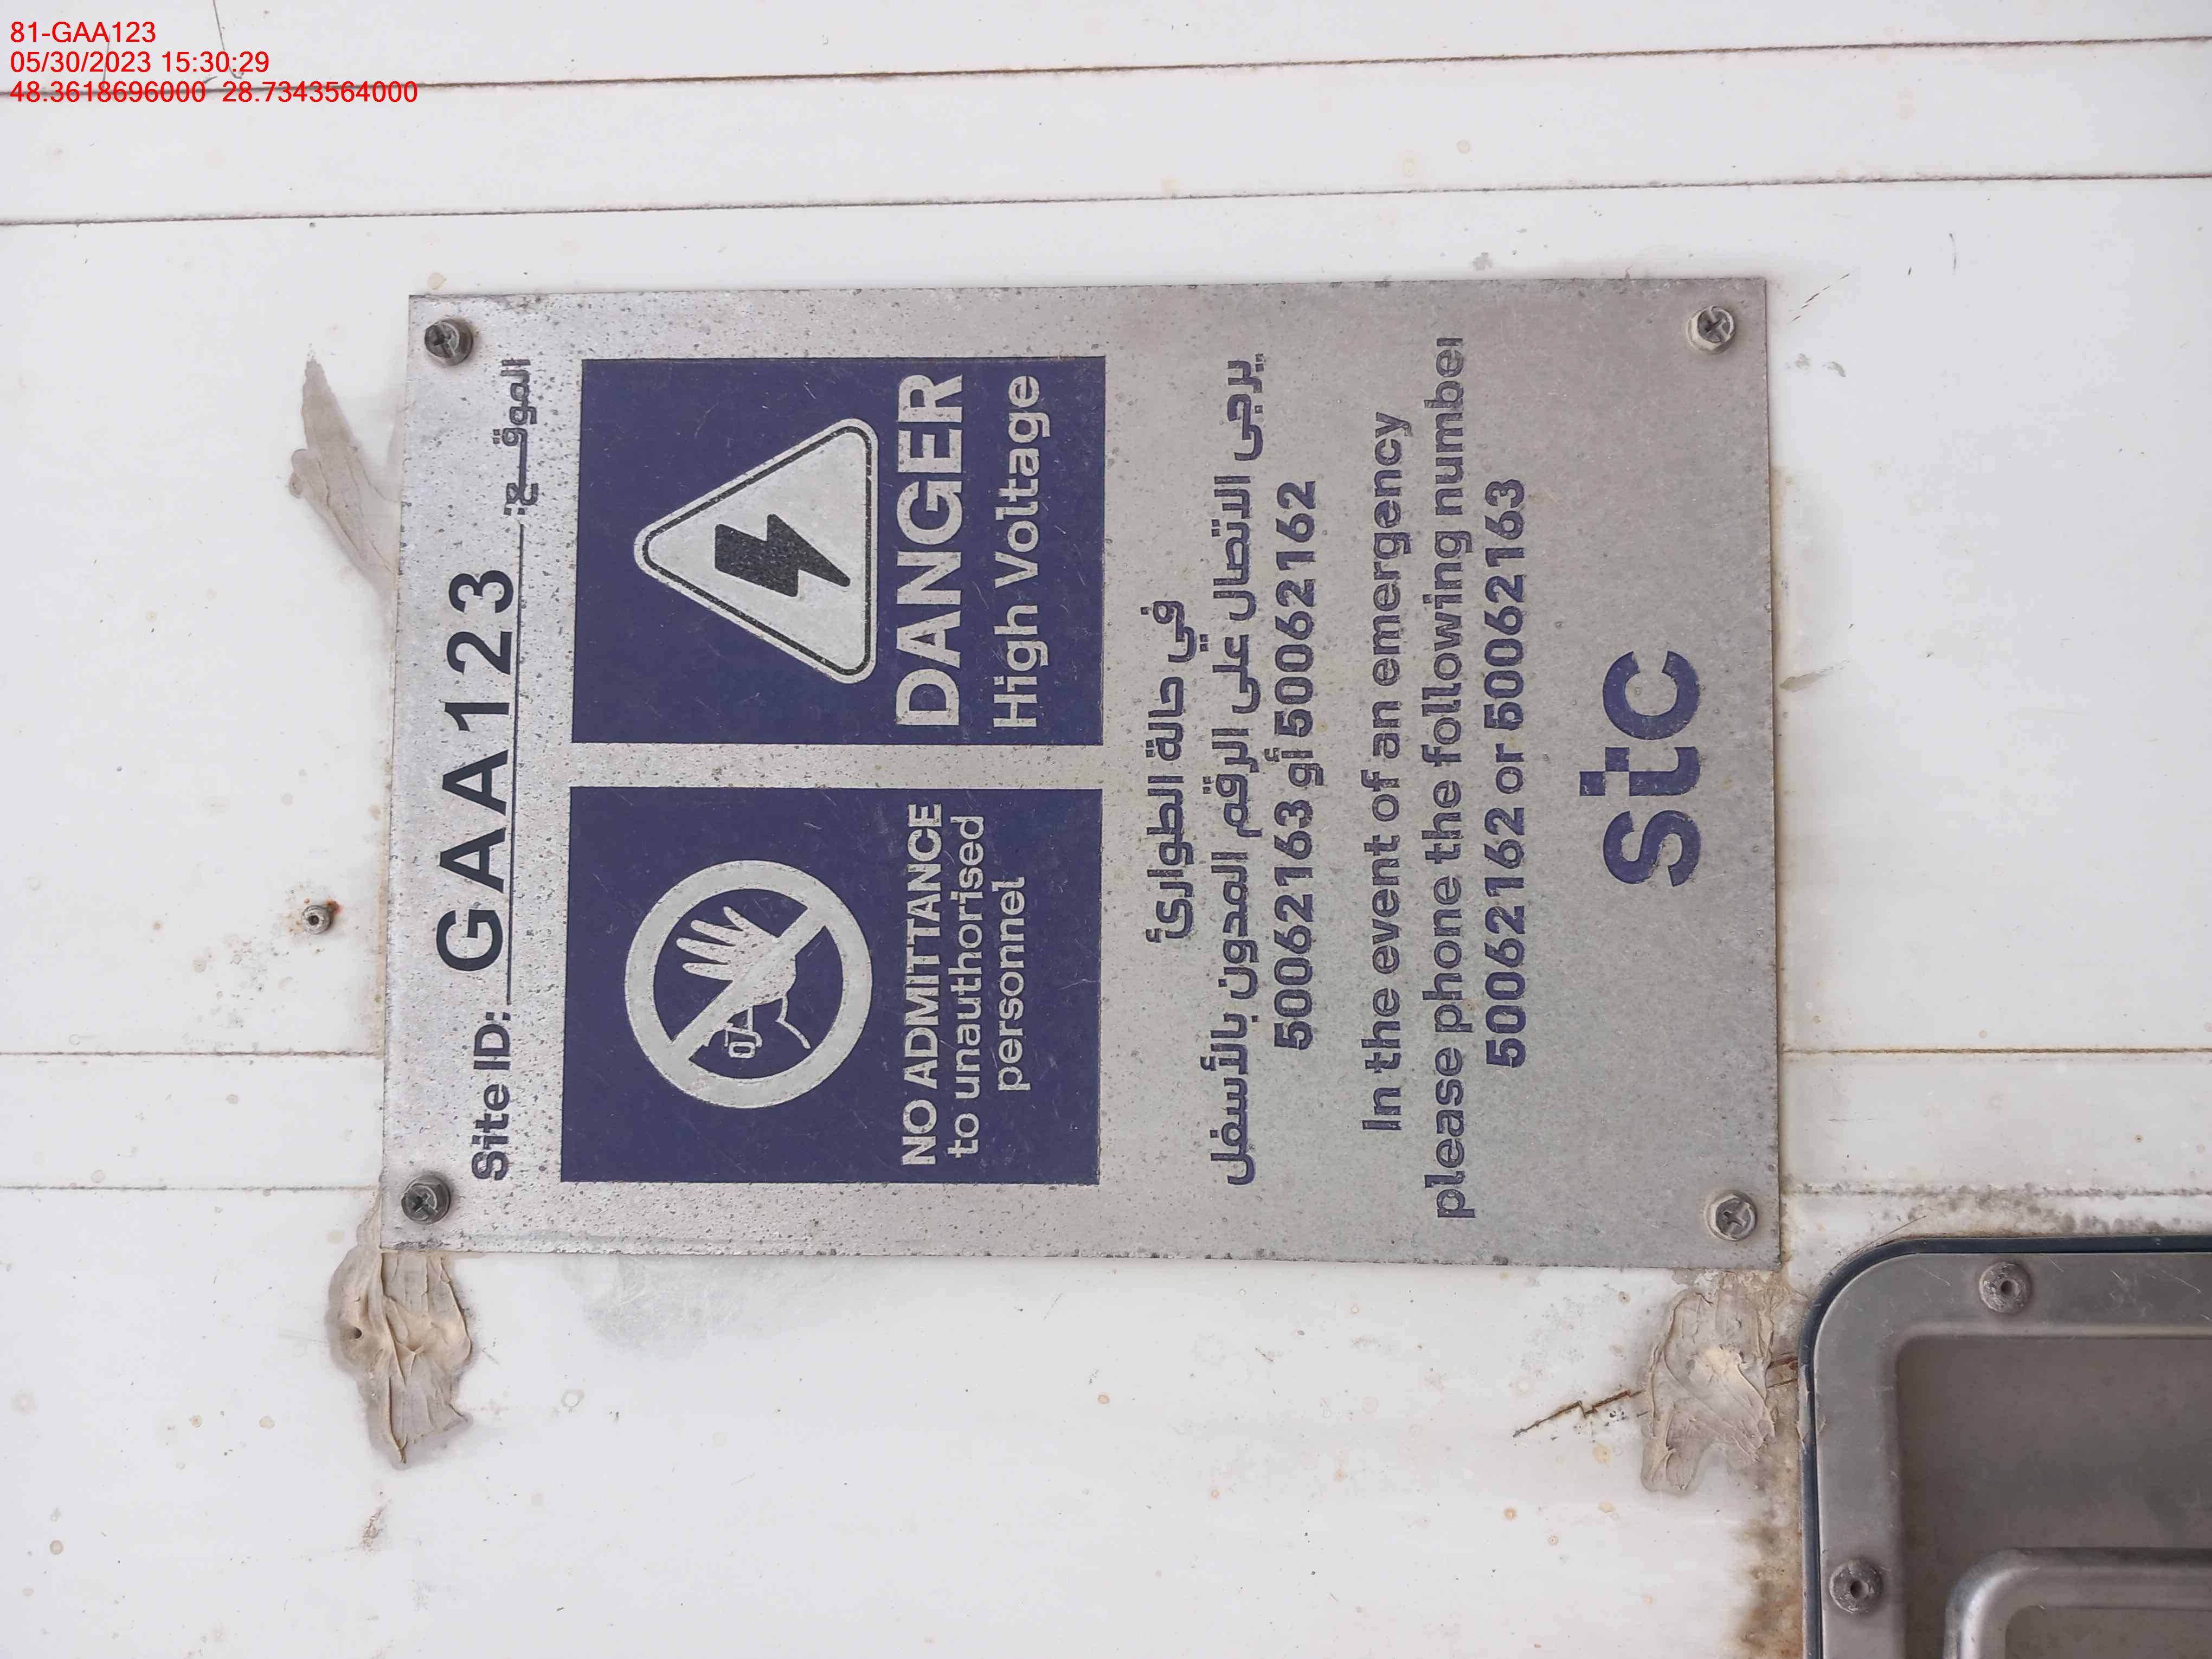 81-GAA123
05/30/2023 15:30:29
48.3618696000 28.7343564000
Site ID: GAA123 الموقـــع:
NO ADMITTANCE
to unauthorised
personnel
DANGER
High Voltage
في حالة الطوارئ
يرجى الاتصال على الرقم المدون بالأسفل
50062163 أو 50062162
In the event of an emergency
please phone the following number
50062162 or 50062163
stc